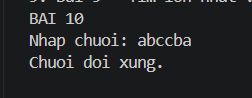 BAI 10
Nhap chuoi: abccba
Chuoi doi xung.